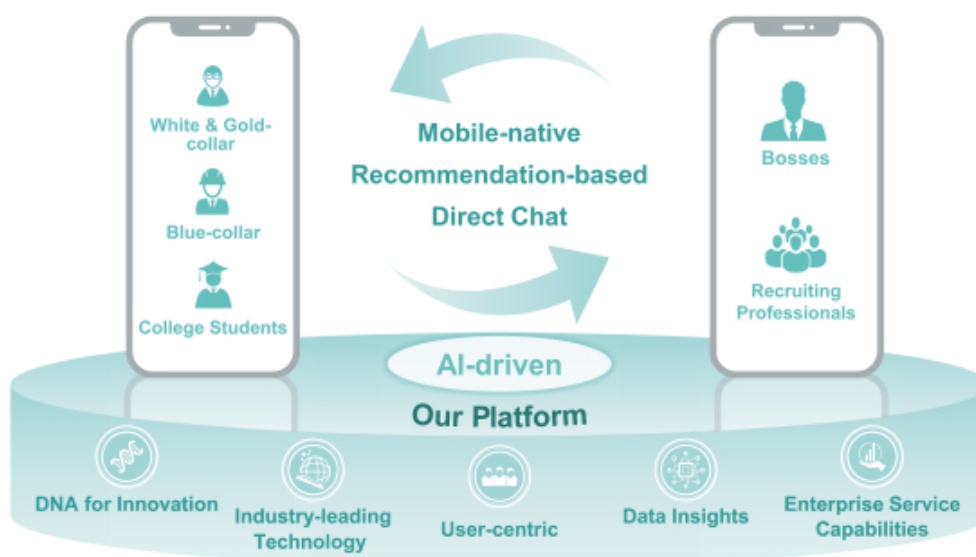 White & Gold-
collar
Blue-collar
College Students
Mobile-native
Recommendation-based
Direct Chat
Bosses
Recruiting
Professionals
AI-driven
Our Platform
DNA for Innovation
Industry-leading
Technology
User-centric
Data Insights
Enterprise Service
Capabilities